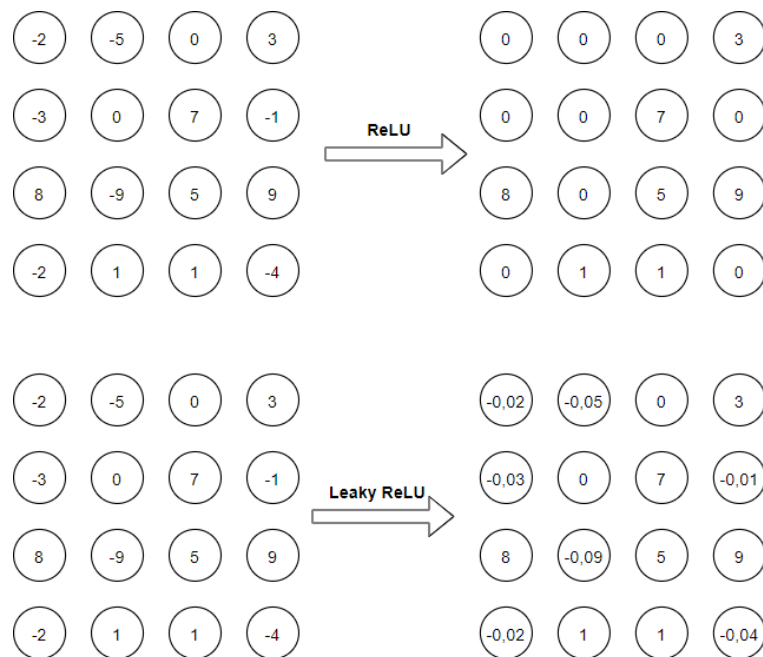 -2 -5 0 3 0 0 0 3
-3 0 7 -1 0 0 7 0
ReLU
8 -9 5 9 8 0 5 9
-2 1 1 -4 0 1 1 0
-2 -5 0 3 -0,02 -0,05 0 3
-3 0 7 -1 -0,03 0 7 -0,01
Leaky ReLU
8 -9 5 9 8 -0,09 5 9
-2 1 1 -4 -0,02 1 1 -0,04